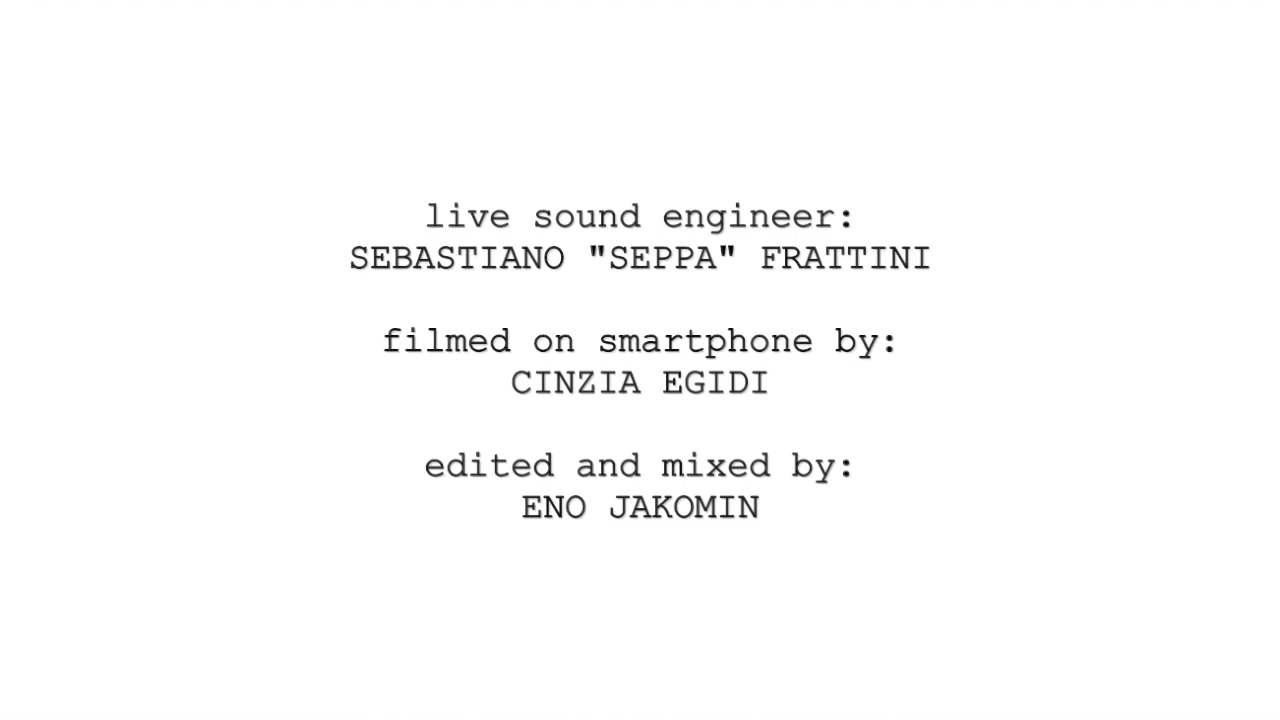 live sound engineer:
SEBASTIANO "SEPPA" FRATTINI
filmed on smartphone by:
CINZIA EGIDI
edited and mixed by:
ENO JAKOMIN